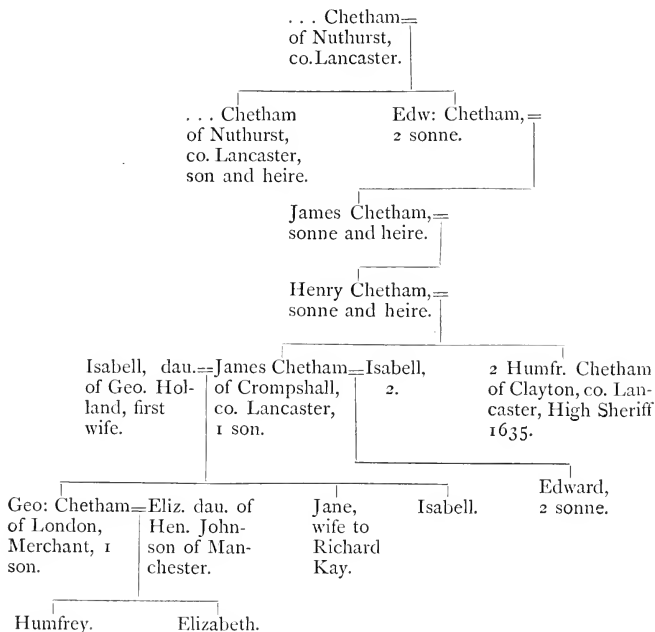 . . . Chetham=
of Nuthurst,
co. Lancaster.
. . . Chetham
of Nuthurst,
co. Lancaster,
son and heire.
Edw: Chetham,=
2 sonne.
James Chetham,=
sonne and heire.
Henry Chetham,=
sonne and heire.
Isabell, dau.=
of Geo. Hol-
land, first
wife.
James Chetham=
of Crompshall,
co. Lancaster,
1 son.
Isabell,
2.
2 Humfr. Chetham
of Clayton, co. Lan-
caster, High Sheriff
1635.
Geo: Chetham=
of London,
Merchant, 1
son.
Eliz. dau. of
Hen. John-
son of Man-
chester.
Jane,
wife to
Richard
Kay.
Isabell.
Edward,
2 sonne.
Humfrey.
Elizabeth.